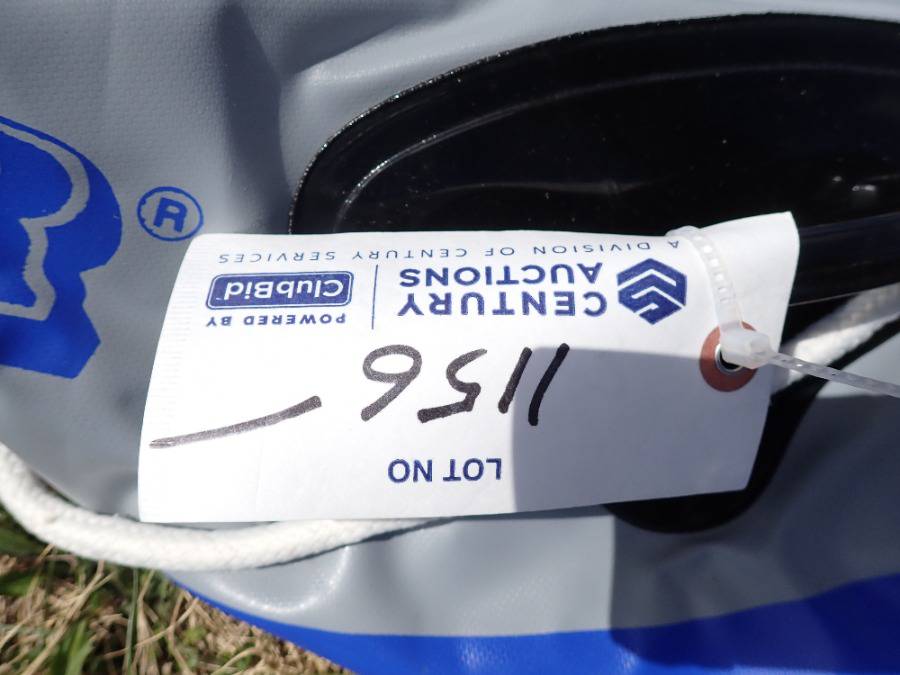 LOT NO
1156
CENTURY
AUCTIONS
POWERED BY
ClubBid
A DIVISION OF CENTURY SERVICES
R
®